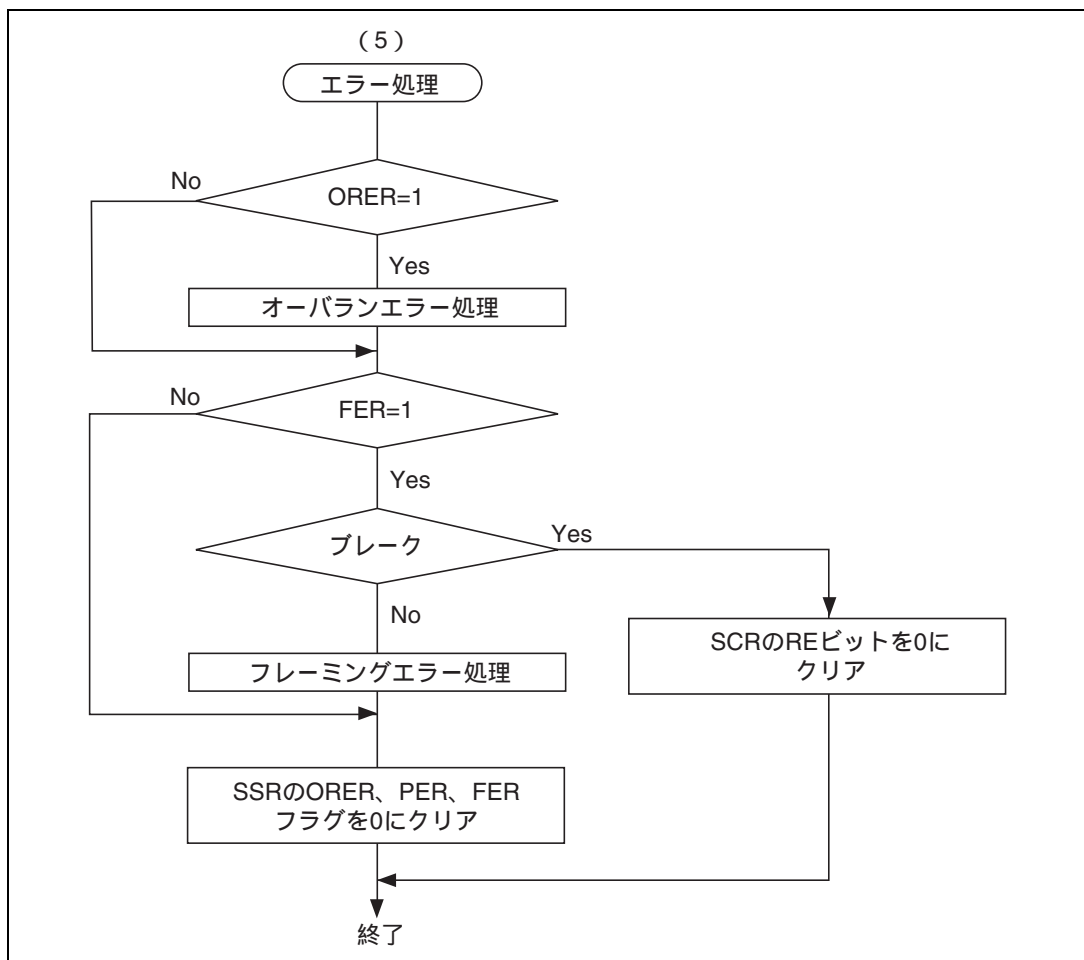 （5）
エラー処理
No
ORER=1
Yes
オーバランエラー処理
No
FER=1
Yes
ブレーク
Yes
No
SCRのREビットを0に
クリア
フレーミングエラー処理
SSRのORER、PER、FER
フラグを0にクリア
終了